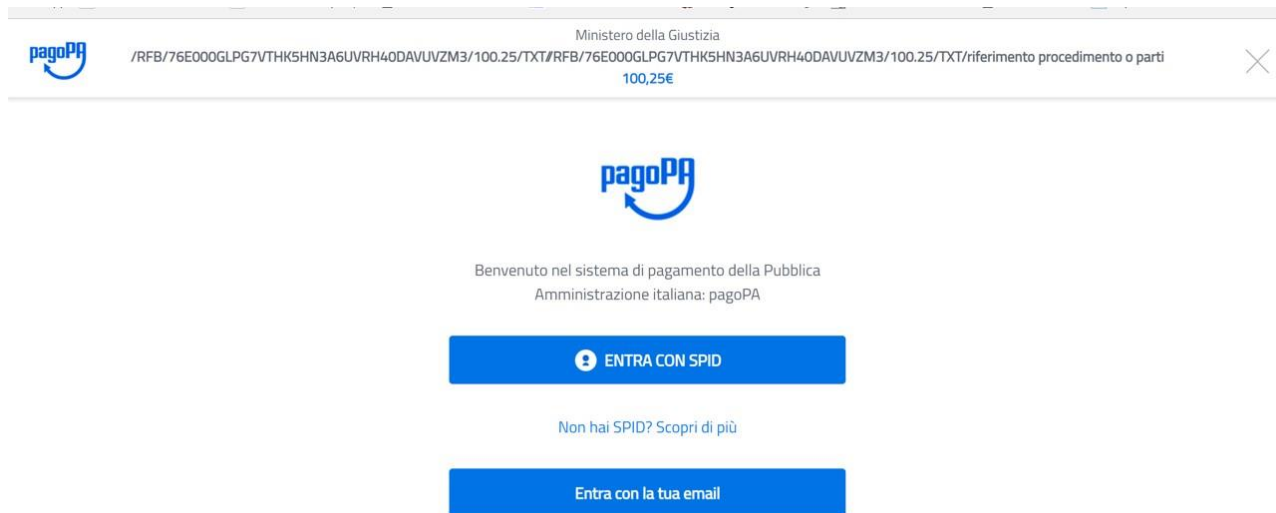 Ministero della Giustizia
pagoPA
/RFB/76E000GLPG7VTHK5HN3A6UVRH40DAVUVZM3/100.25/TXT//RFB/76E000GLPG7VTHK5HN3A6UVRH40DAVUVZM3/100.25/TXT/riferimento procedimento o parti
100,25€
pagoPA
Benvenuto nel sistema di pagamento della Pubblica
Amministrazione italiana: pagoPA
ENTRA CON SPID
Non hai SPID? Scopri di più
Entra con la tua email